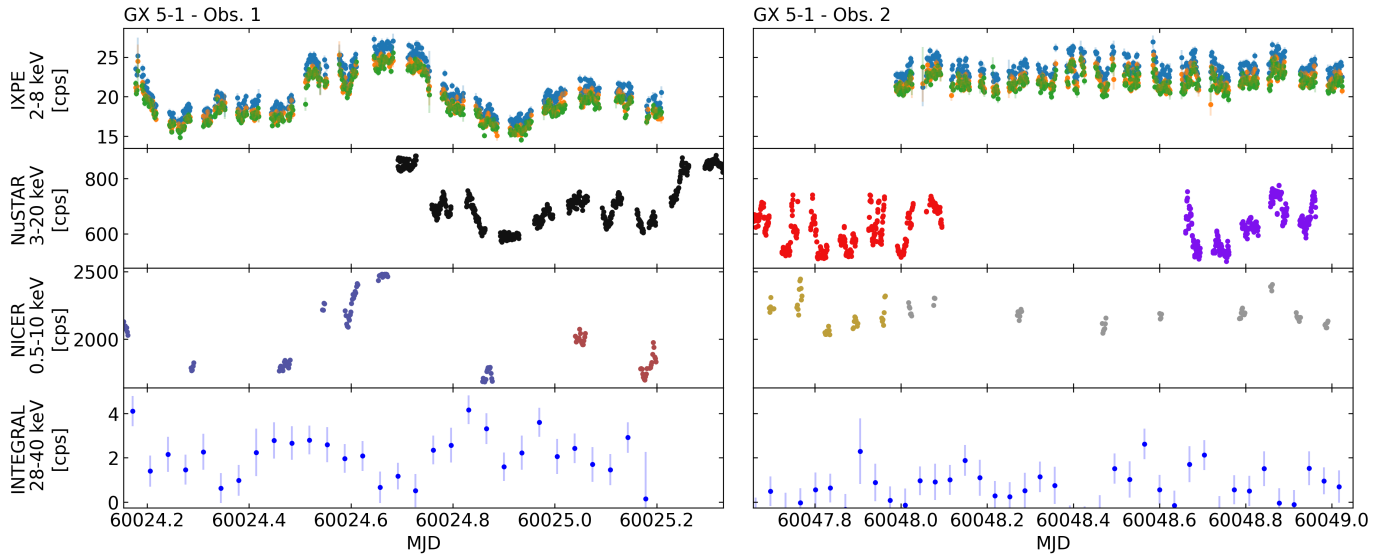 GX 5-1 - Obs. 1
GX 5-1 - Obs. 2
IXPE
2-8 keV
[cps]
25
20
15
NuSTAR
3-20 keV
[cps]
800
600
NICER
0.5-10 keV
[cps]
2500
2000
INTEGRAL
28-40 keV
[cps]
4
2
0
60024.2 60024.4 60024.6 60024.8 60025.0 60025.2
60047.8 60048.0 60048.2 60048.4 60048.6 60048.8 60049.0
MJD
MJD